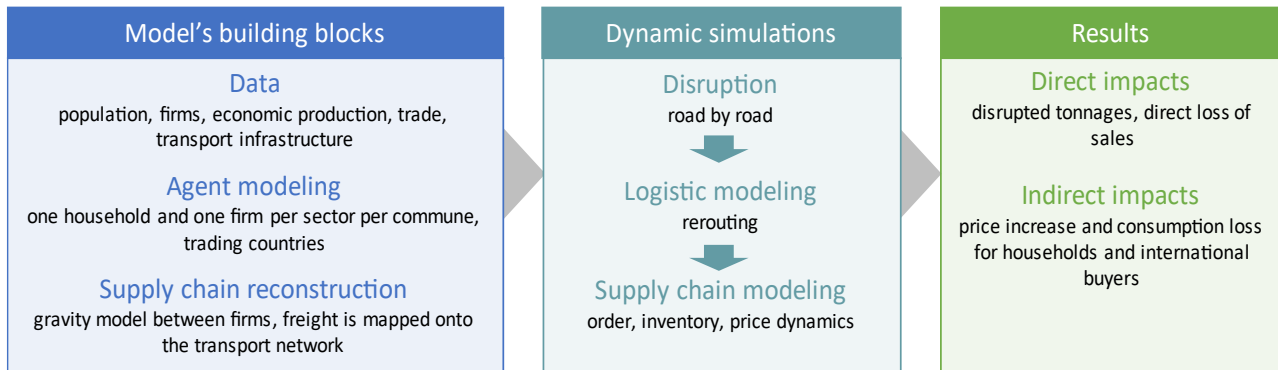 Model's building blocks
Data
population, firms, economic production, trade,
transport infrastructure
Agent modeling
one household and one firm per sector per commune,
trading countries
Supply chain reconstruction
gravity model between firms, freight is mapped onto
the transport network
Dynamic simulations
Disruption
road by road
Logistic modeling
rerouting
Supply chain modeling
order, inventory, price dynamics
Results
Direct impacts
disrupted tonnages, direct loss of
sales
Indirect impacts
price increase and consumption loss
for households and international
buyers